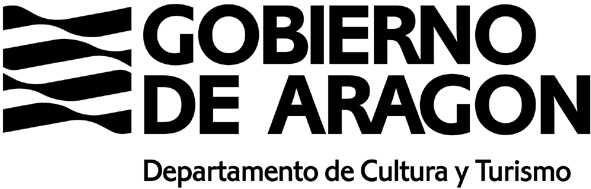 GOBIERNO
DE ARAGON
Departamento de Cultura y Turismo